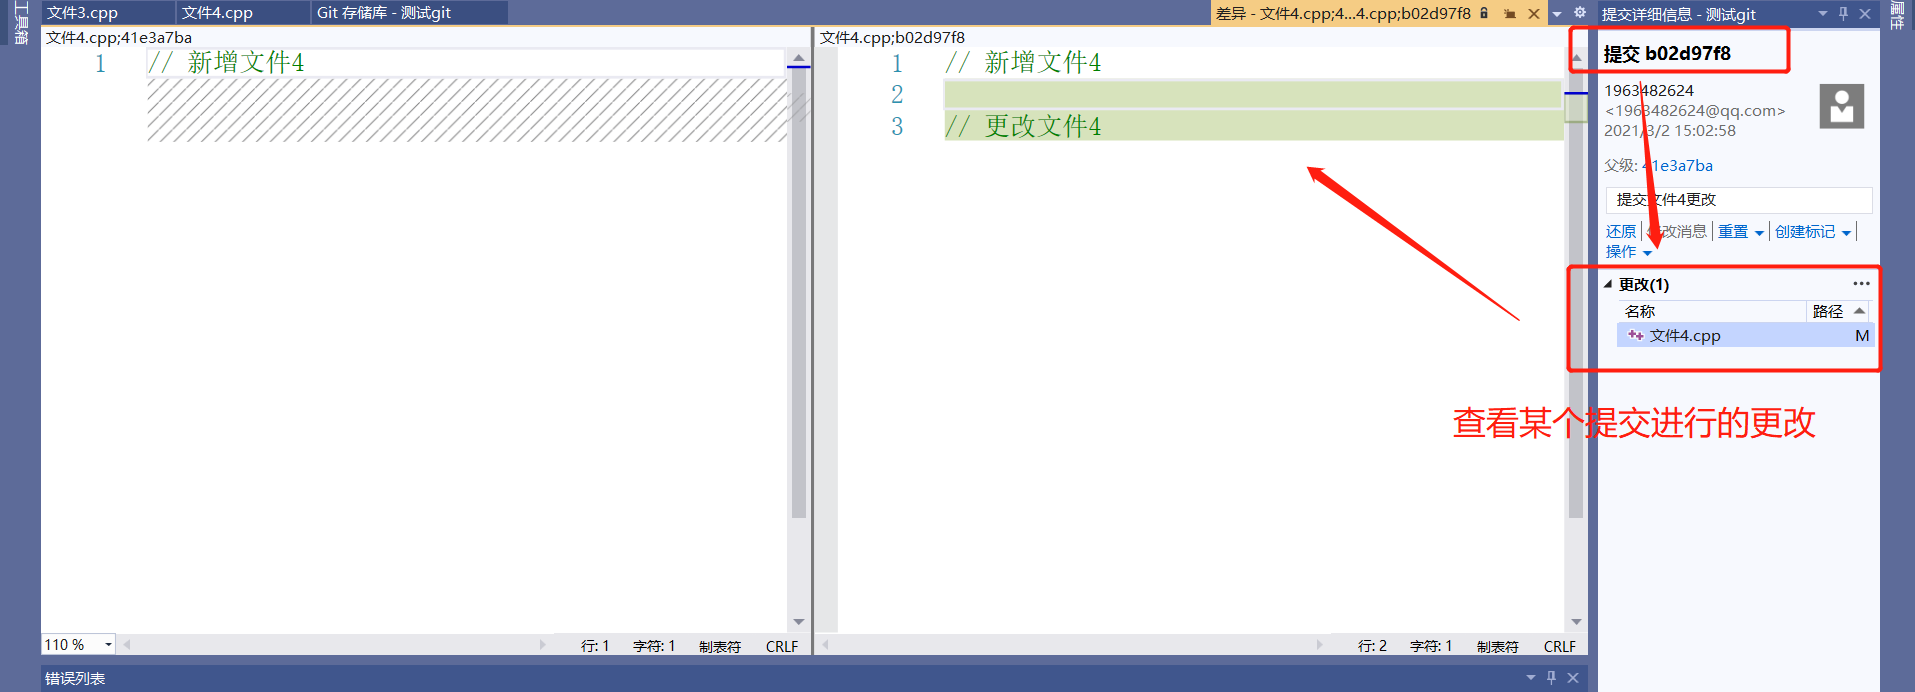 工具箱
文件3.cpp
文件4.cpp
Git 存储库 - 测试git
差异 - 文件4.cpp;4...4.cpp;b02d97f8
提交详细信息 - 测试git
属性
文件4.cpp;41e3a7ba
1 // 新增文件4
文件4.cpp;b02d97f8
1 // 新增文件4
2
3 // 更改文件4
110 %
行: 1 字符: 1 制表符 CRLF
行: 2 字符: 1 制表符 CRLF
错误列表
提交 b02d97f8
1963482624
<1963482624@qq.com>
2021/3/2 15:02:58
父级: 41e3a7ba
提交文件4更改
还原 修改消息 重置 创建标记
操作
更改(1)
名称 路径
文件4.cpp M
查看某个提交进行的更改